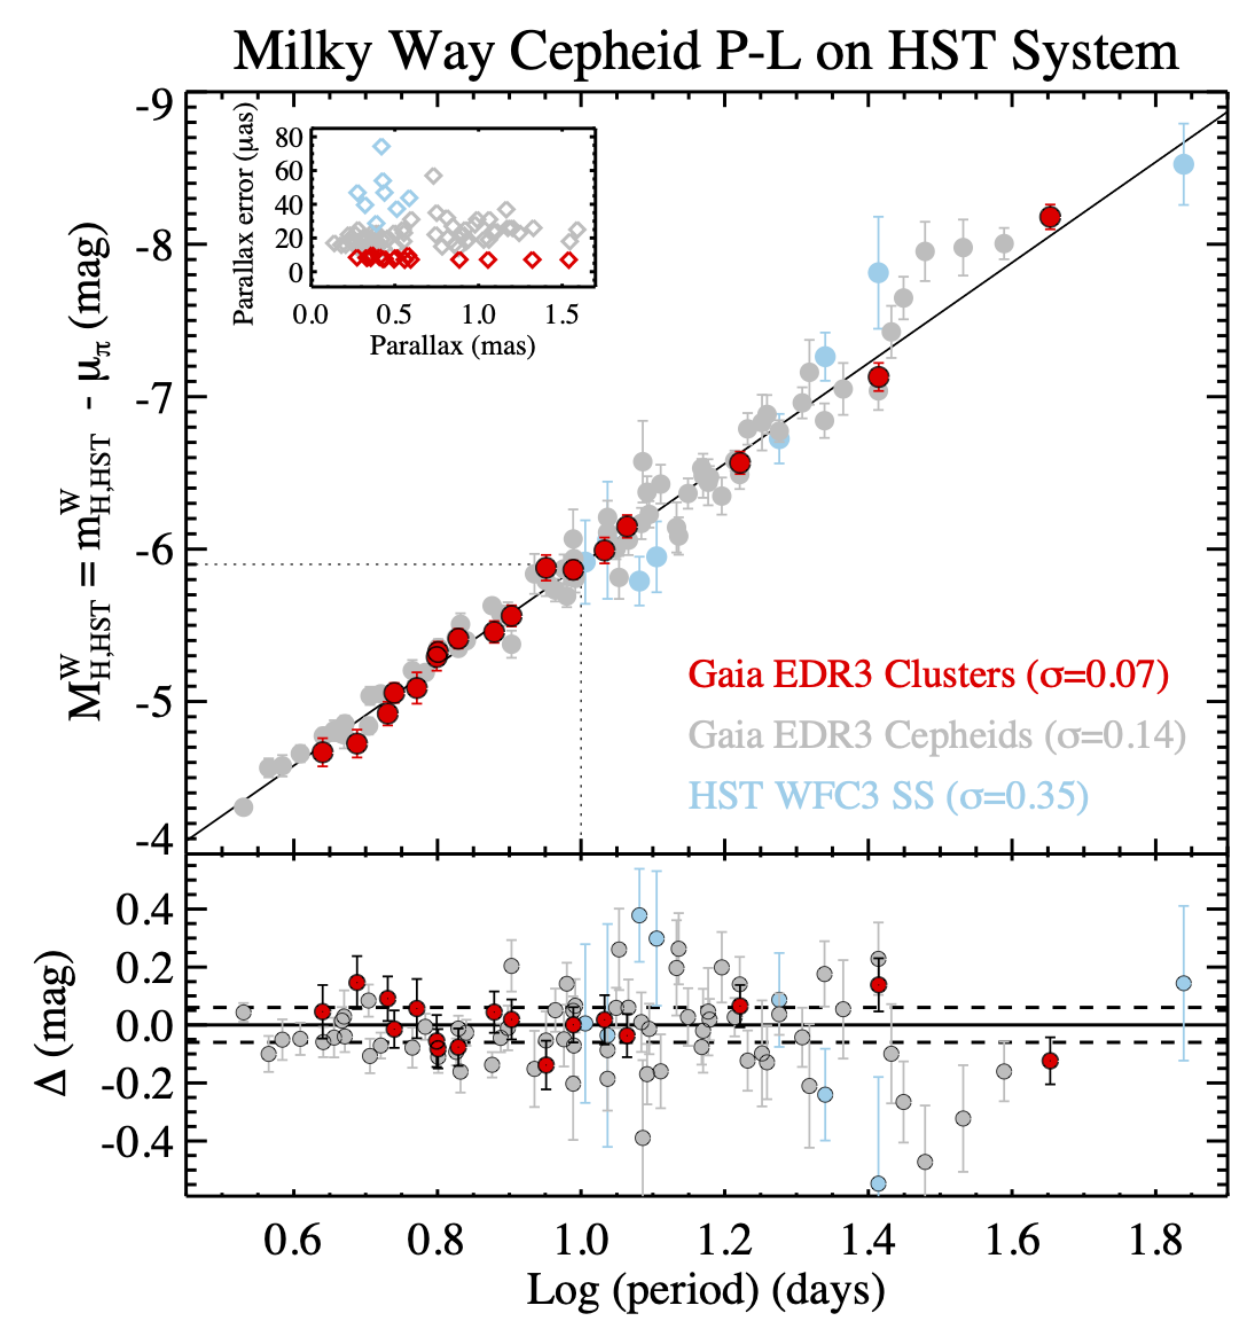 Milky Way Cepheid P-L on HST System
-9
-8
-7
-6
-5
-4
M^W_{H,HST} = m^W_{H,HST} - μ_π (mag)
80
60
40
20
0
Parallax error (μas)
0.0 0.5 1.0 1.5
Parallax (mas)
Gaia EDR3 Clusters (σ=0.07)
Gaia EDR3 Cepheids (σ=0.14)
HST WFC3 SS (σ=0.35)
0.4
0.2
0.0
-0.2
-0.4
Δ (mag)
0.6 0.8 1.0 1.2 1.4 1.6 1.8
Log (period) (days)